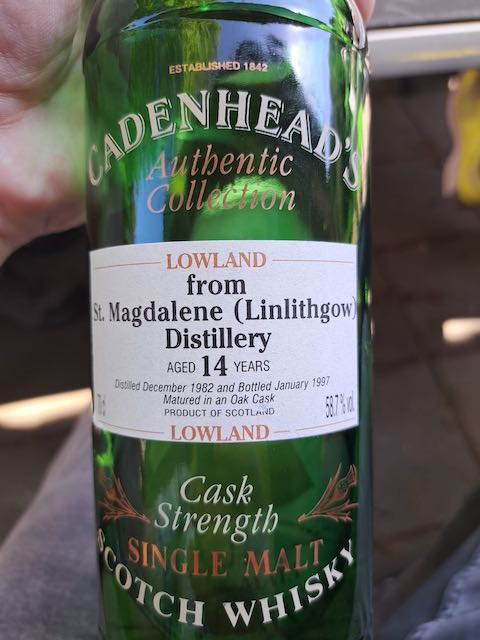 ESTABLISHED 1842
CADENHEAD'S
Authentic
Collection
LOWLAND
from
St. Magdalene (Linlithgow)
Distillery
AGED 14 YEARS
Distilled December 1982 and Bottled January 1997
Matured in an Oak Cask
70cl PRODUCT OF SCOTLAND 58.7% vol
LOWLAND
Cask
Strength
SINGLE MALT
SCOTCH WHISKY